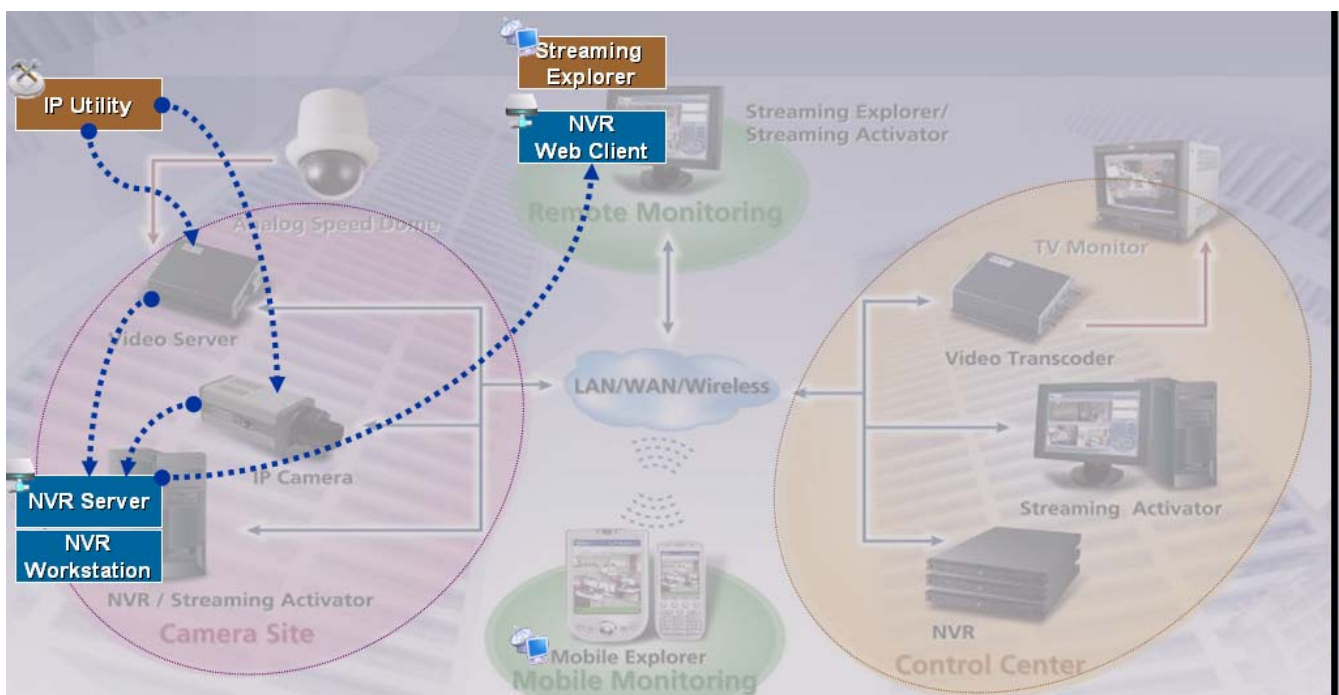 Streaming
Explorer
IP Utility
NVR
Web Client
Streaming Explorer/
Streaming Activator
Remote Monitoring
Analog Speed Dome
TV Monitor
Video Server
Video Transcoder
LAN/WAN/Wireless
IP Camera
NVR Server
NVR
Workstation
Streaming Activator
NVR / Streaming Activator
Camera Site
NVR
Mobile Explorer
Mobile Monitoring
Control Center